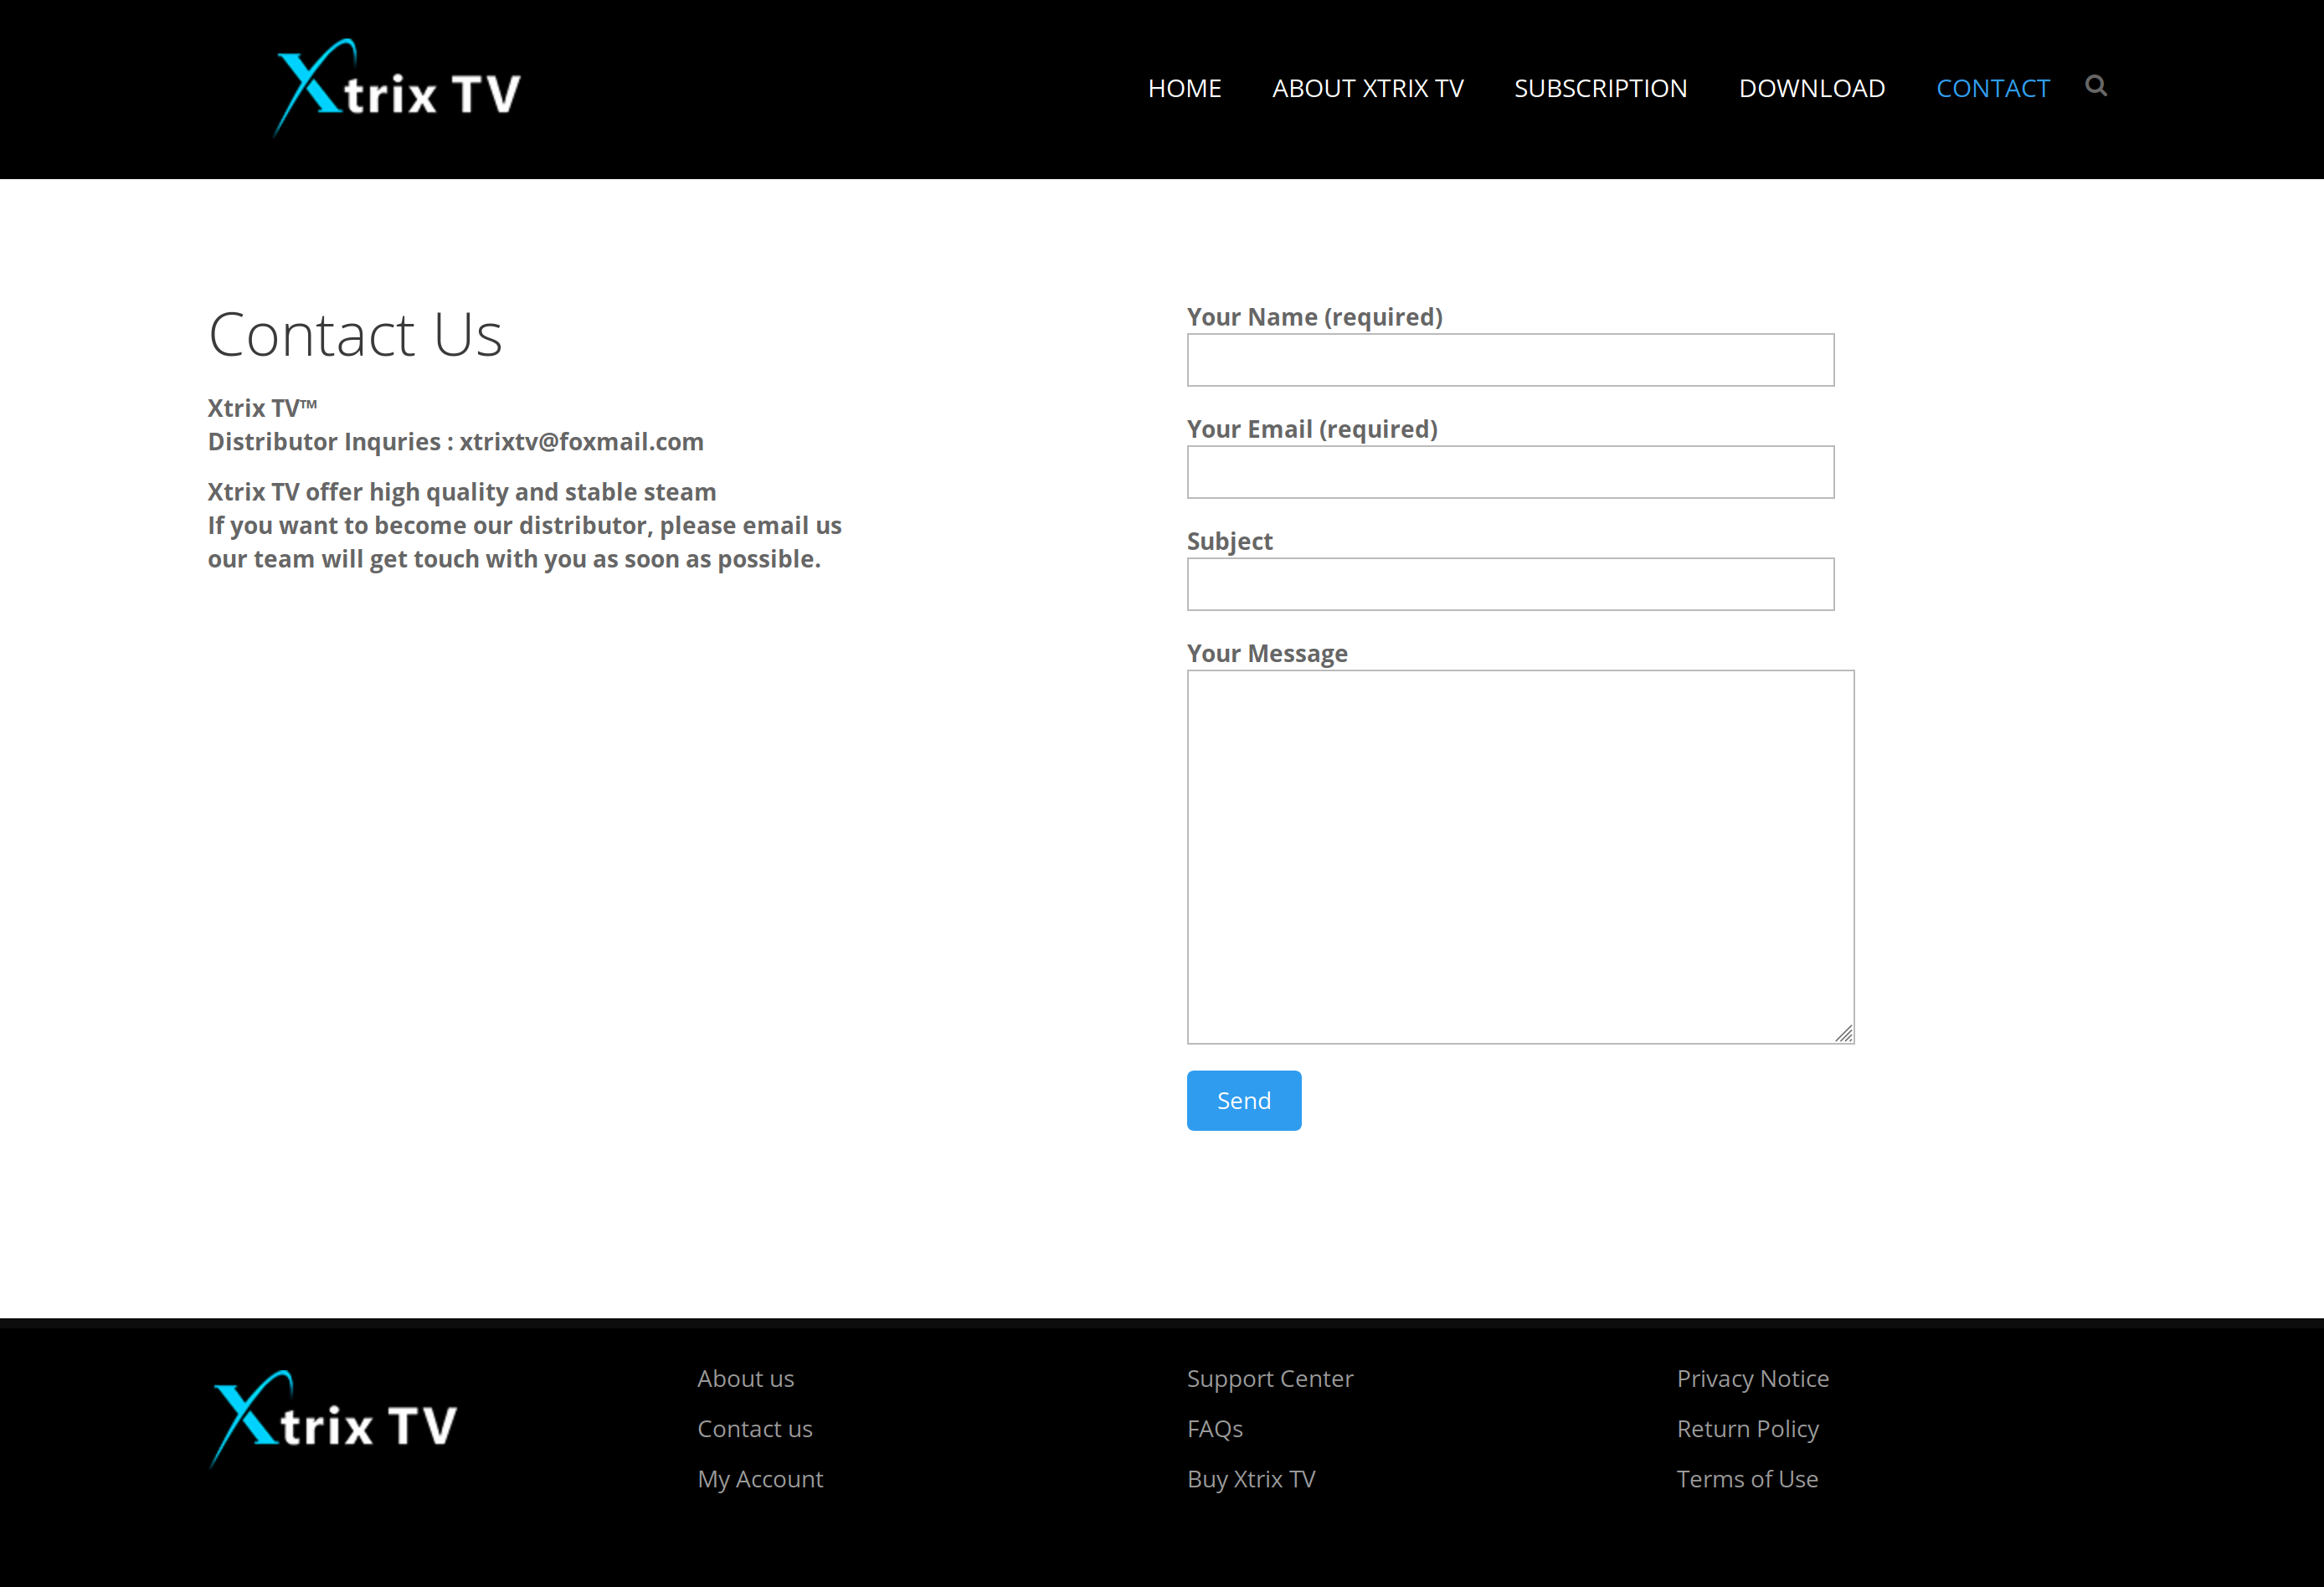 Xtrix TV
HOME ABOUT XTRIX TV SUBSCRIPTION DOWNLOAD CONTACT
Contact Us
Xtrix TV™
Distributor Inquries : xtrixtv@foxmail.com
Xtrix TV offer high quality and stable steam
If you want to become our distributor, please email us
our team will get touch with you as soon as possible.
Your Name (required)
Your Email (required)
Subject
Your Message
Send
Xtrix TV
About us
Contact us
My Account
Support Center
FAQs
Buy Xtrix TV
Privacy Notice
Return Policy
Terms of Use